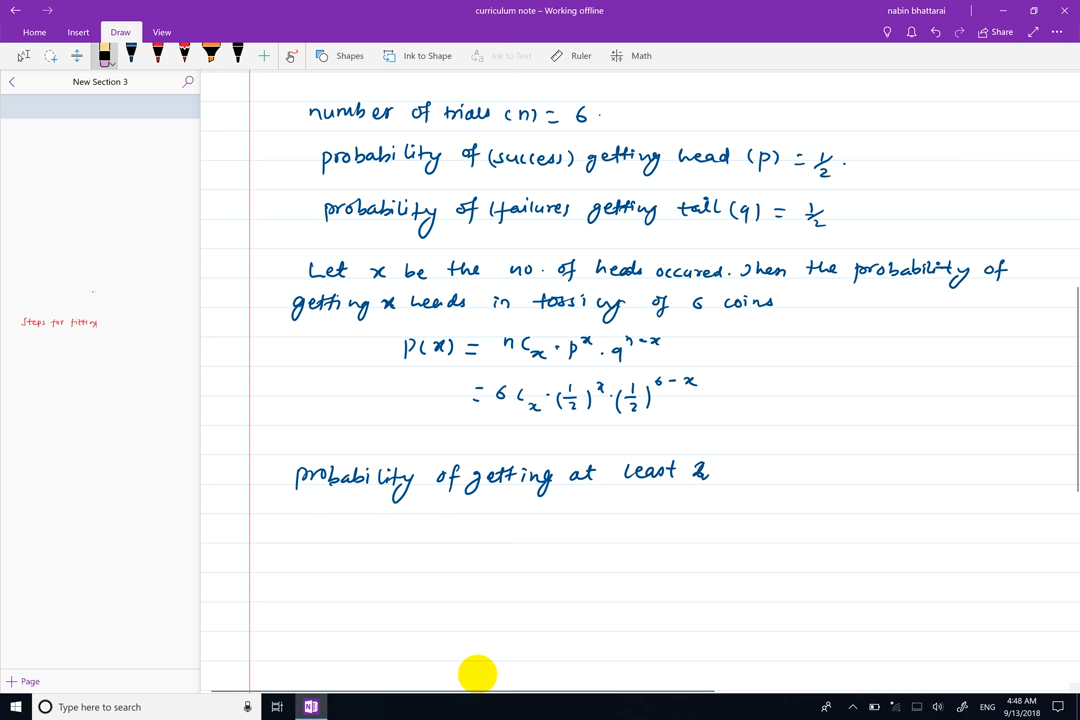 curriculum note – Working offline
nabin bhattarai
Home Insert Draw View
Share
Shapes Ink to Shape Ink to Text Ruler Math
New Section 3
number of trials (n) = 6.
probability of (success) getting head (p) = 1/2.
probability of (failures getting tail (q) = 1/2
Let x be the no. of heads occured. Then the probability of
getting x heads in tossing of 6 coins
Steps for fitting
P(x) = nCx · p^x · q^n-x
= 6Cx · (1/2)^x · (1/2)^6-x
probability of getting at least 2
+ Page
Type here to search
ENG
4:48 AM
9/13/2018